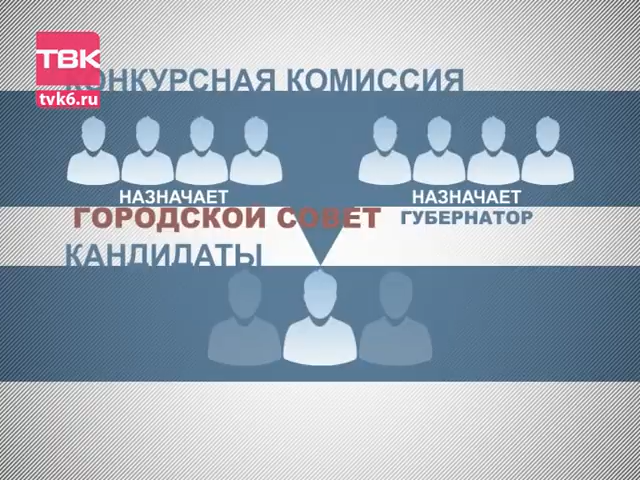 ТВК
tvk6.ru
КОНКУРСНАЯ КОМИССИЯ
НАЗНАЧАЕТ
ГОРОДСКОЙ СОВЕТ
НАЗНАЧАЕТ
ГУБЕРНАТОР
КАНДИДАТЫ